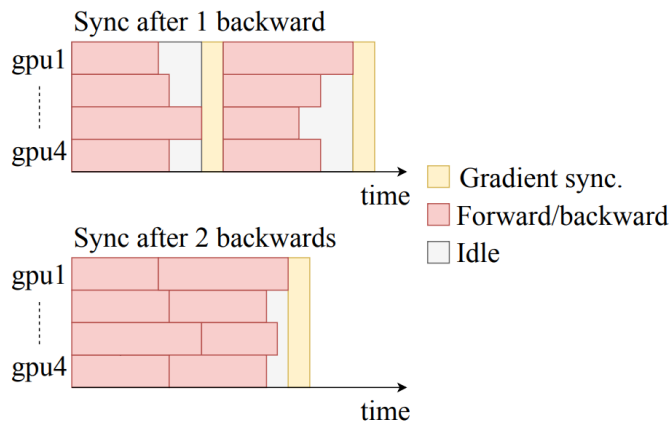 Sync after 1 backward
gpu1
gpu4
time
Gradient sync.
Forward/backward
Idle
Sync after 2 backwards
gpu1
gpu4
time